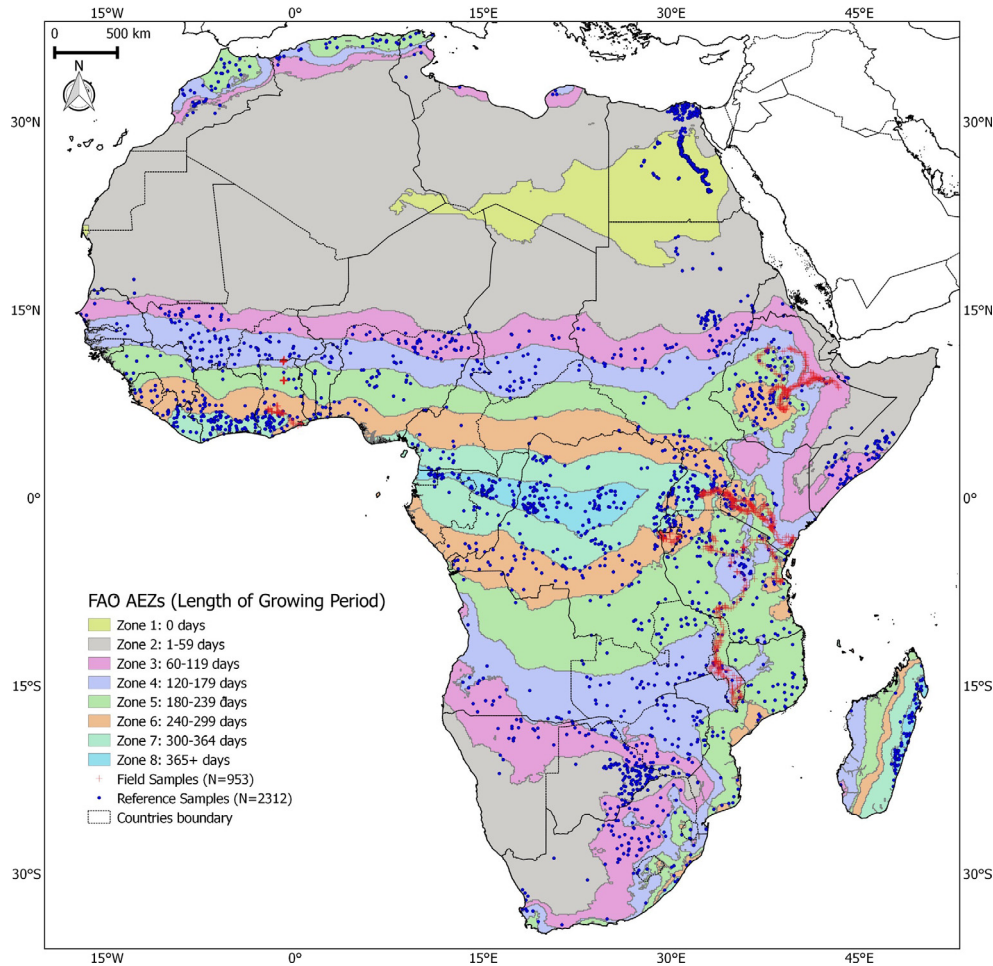 0
500 km
N
15°W
0°
15°E
30°E
45°E
30°N
30°N
15°N
15°N
0°
0°
15°S
15°S
30°S
30°S
FAO AEZs (Length of Growing Period)
Zone 1: 0 days
Zone 2: 1-59 days
Zone 3: 60-119 days
Zone 4: 120-179 days
Zone 5: 180-239 days
Zone 6: 240-299 days
Zone 7: 300-364 days
Zone 8: 365+ days
Field Samples (N=953)
Reference Samples (N=2312)
Countries boundary
15°W
0°
15°E
30°E
45°E